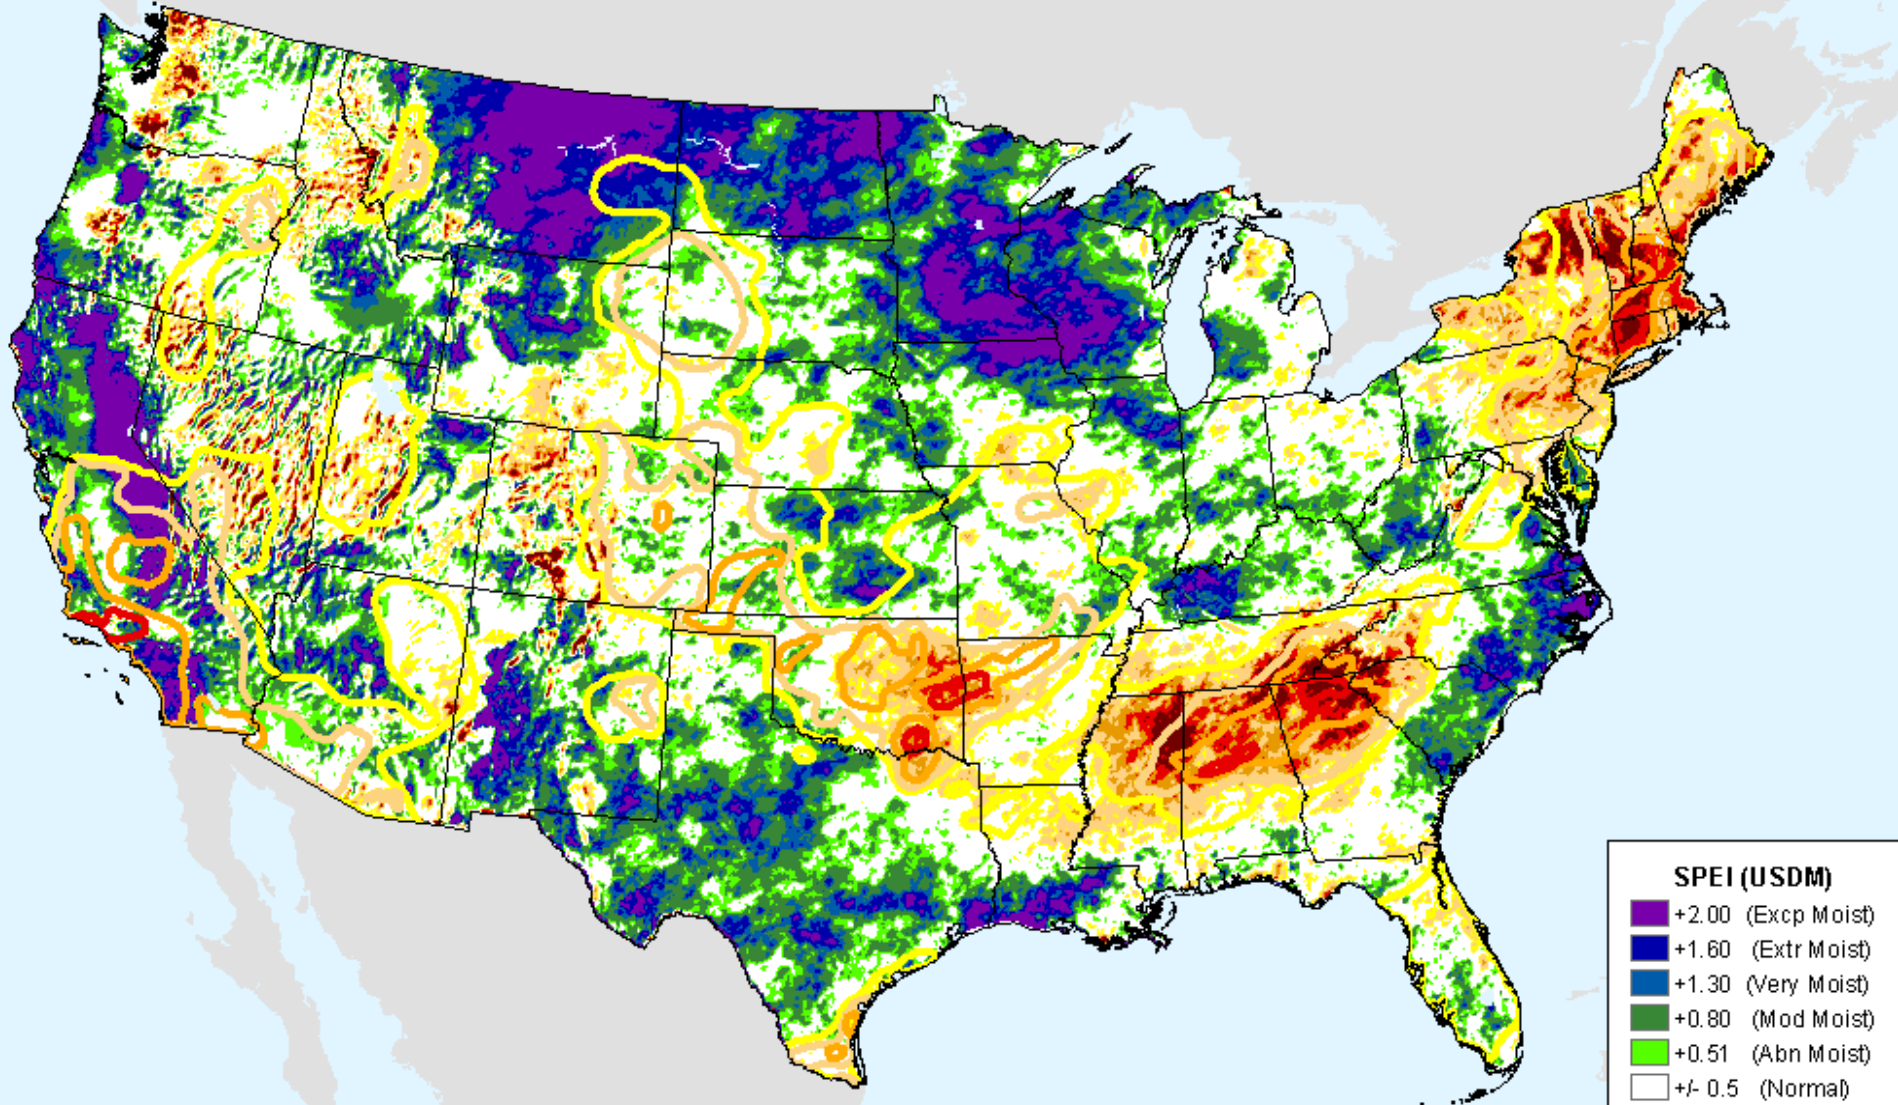 SPEI (USDM)
+2.00 (Excp Moist)
+1.60 (Extr Moist)
+1.30 (Very Moist)
+0.80 (Mod Moist)
+0.51 (Abn Moist)
+/- 0.5 (Normal)